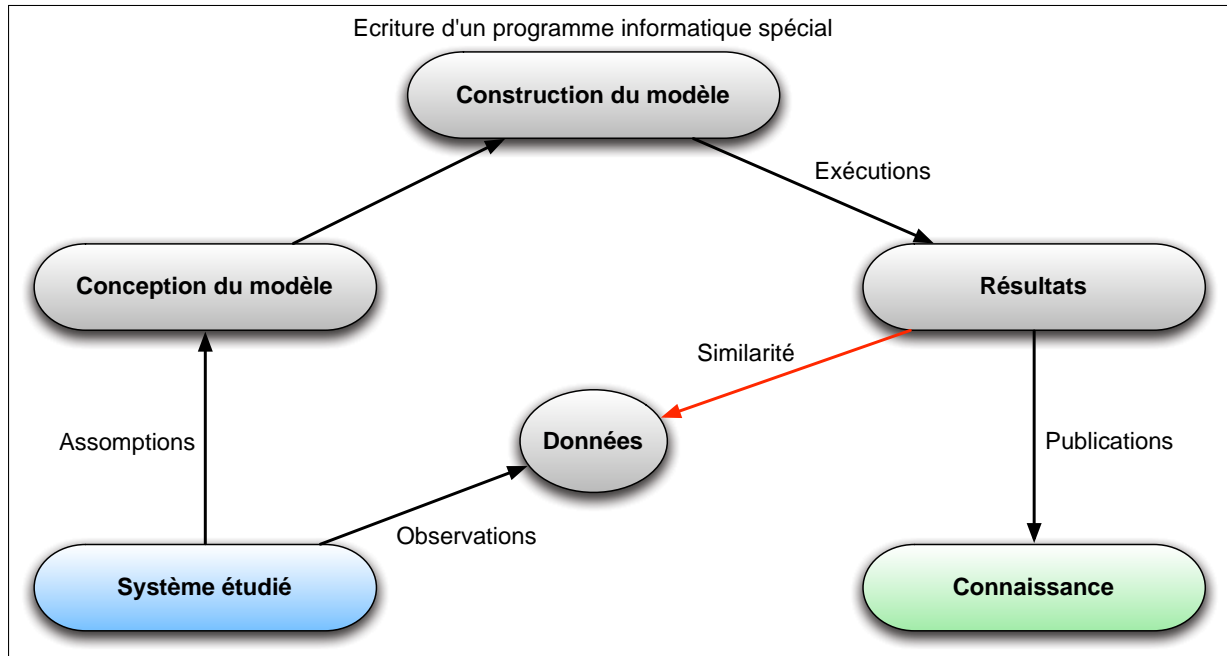 Ecriture d'un programme informatique spécial
Construction du modèle
Exécutions
Conception du modèle
Résultats
Similarité
Assomptions
Données
Publications
Observations
Système étudié
Connaissance